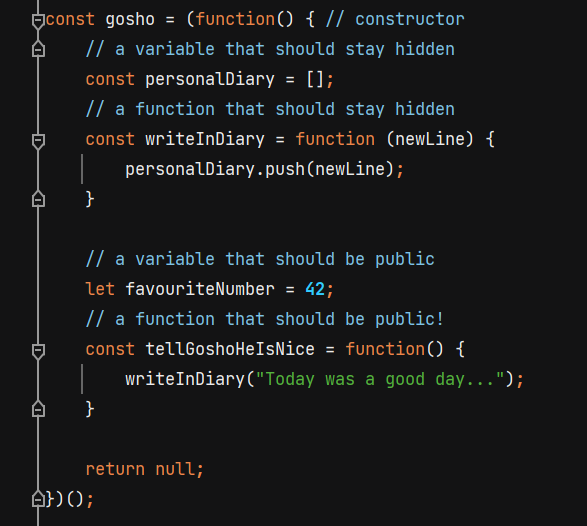 const gosho = (function() { // constructor
    // a variable that should stay hidden
    const personalDiary = [];
    // a function that should stay hidden
    const writeInDiary = function (newLine) {
        personalDiary.push(newLine);
    }

    // a variable that should be public
    let favouriteNumber = 42;
    // a function that should be public!
    const tellGoshoHeIsNice = function() {
        writeInDiary("Today was a good day...");
    }

    return null;
})();